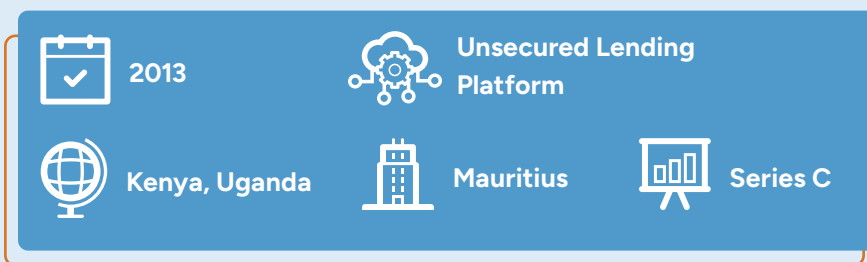 2013
Unsecured Lending
Platform
Kenya, Uganda
Mauritius
Series C